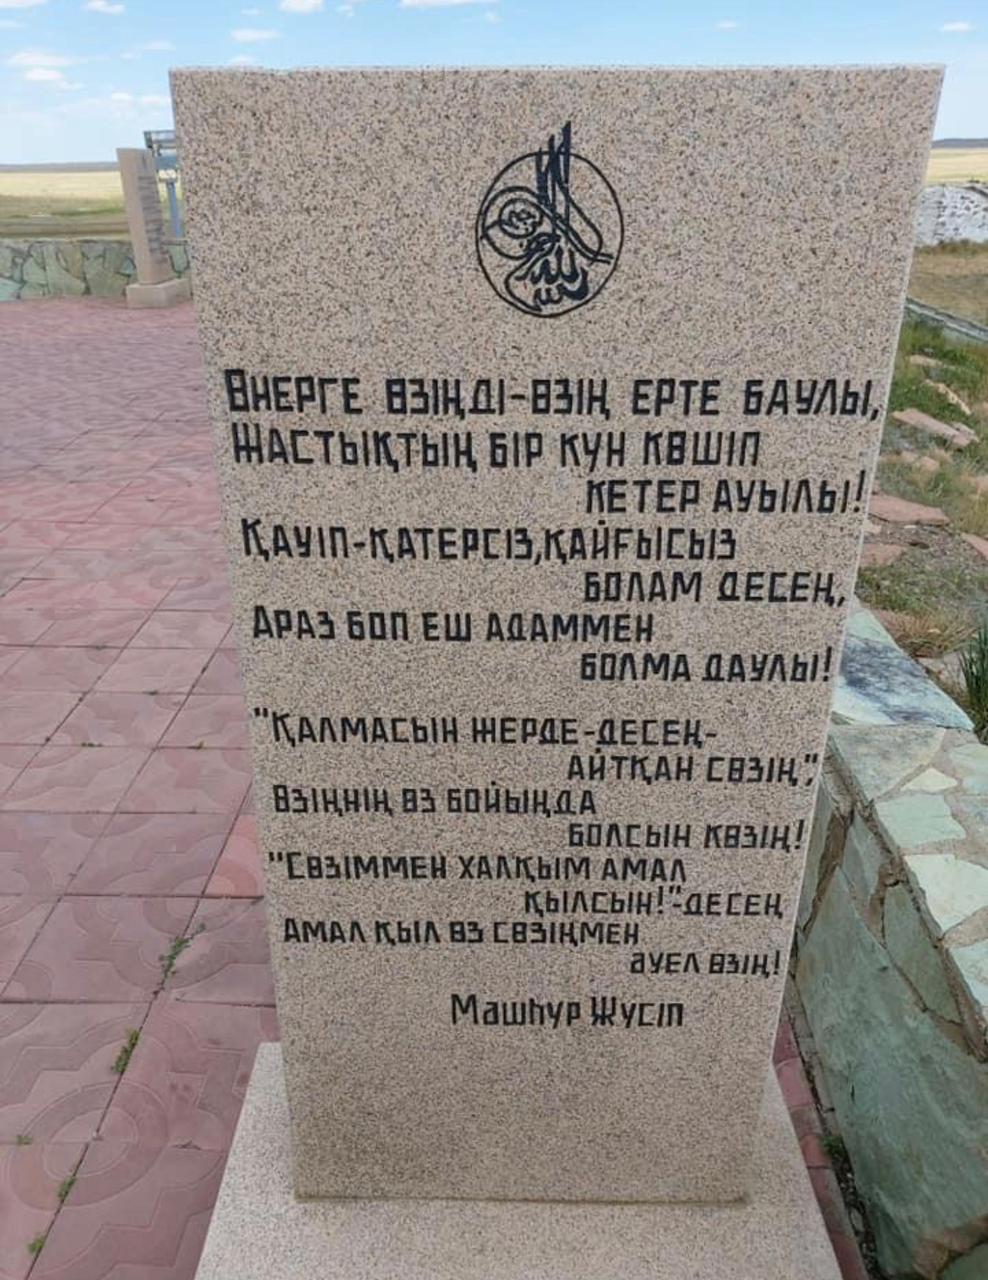 ӨНЕРГЕ ӨЗІҢДІ-ӨЗІҢ ЕРТЕ БАУЛЫ,
ЖАСТЫҚТЫҢ БІР КҮН КӨШІП
КЕТЕР АУЫЛЫ!
ҚАУІП-ҚАТЕРСІЗ,ҚАЙҒЫСЫЗ
БОЛАМ ДЕСЕҢ,
АРАЗ БОП ЕШ АДАММЕН
БОЛМА ДАУЛЫ!
"ҚАЛМАСЫН ЖЕРДЕ-ДЕСЕҢ-
АЙТҚАН СӨЗІҢ",
ӨЗІҢНІҢ ӨЗ БОЙЫҢДА
БОЛСЫН КӨЗІҢ!
"СӨЗІММЕН ХАЛҚЫМ АМАЛ
ҚЫЛСЫН!"-ДЕСЕҢ
АМАЛ ҚЫЛ ӨЗ СӨЗІҢМЕН
ӘУЕЛ ӨЗІҢ!
Мәшһүр Жүсіп